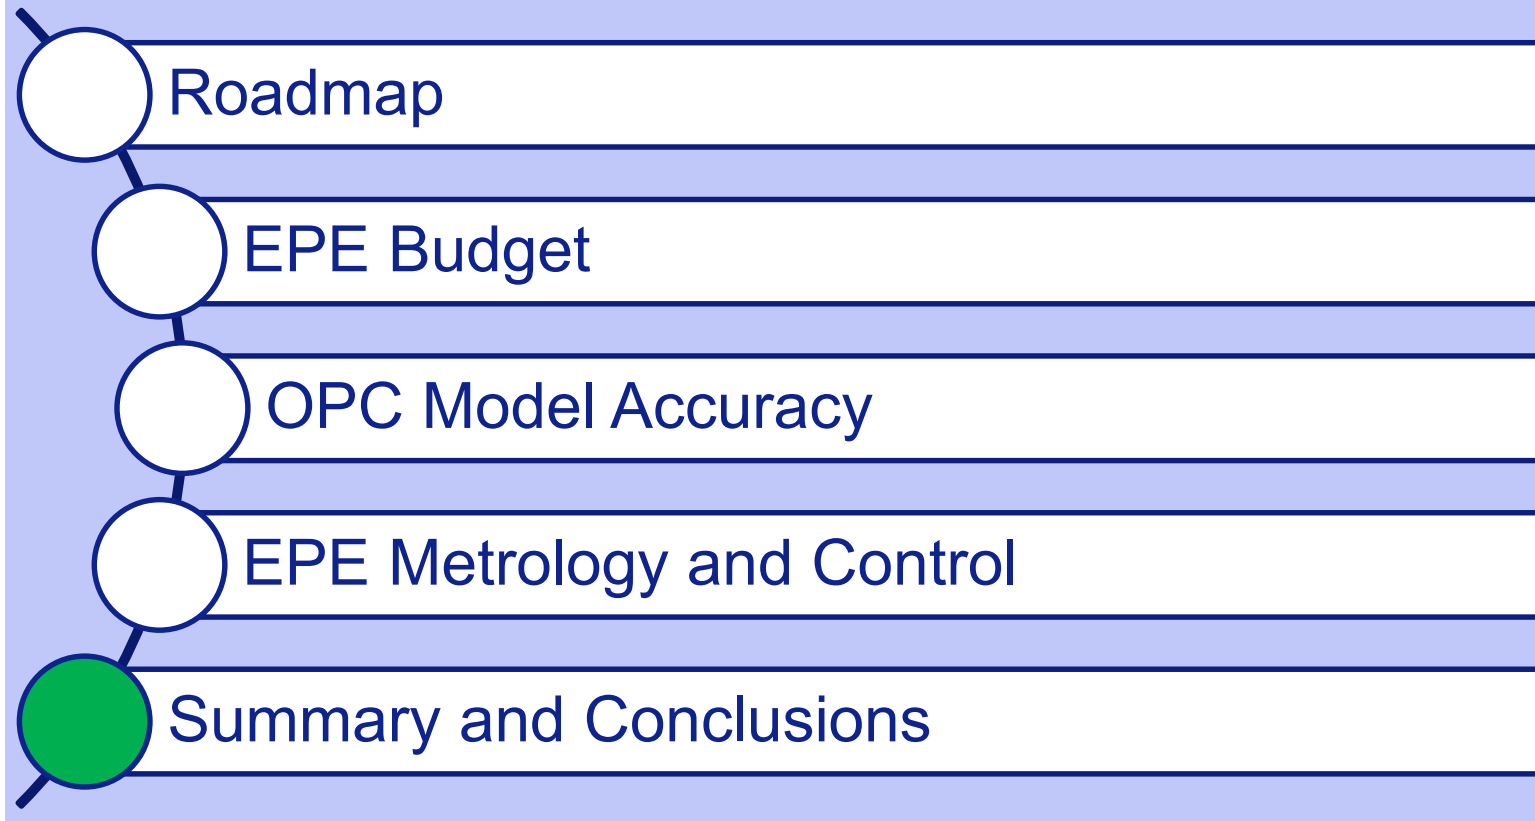 Roadmap
EPE Budget
OPC Model Accuracy
EPE Metrology and Control
Summary and Conclusions